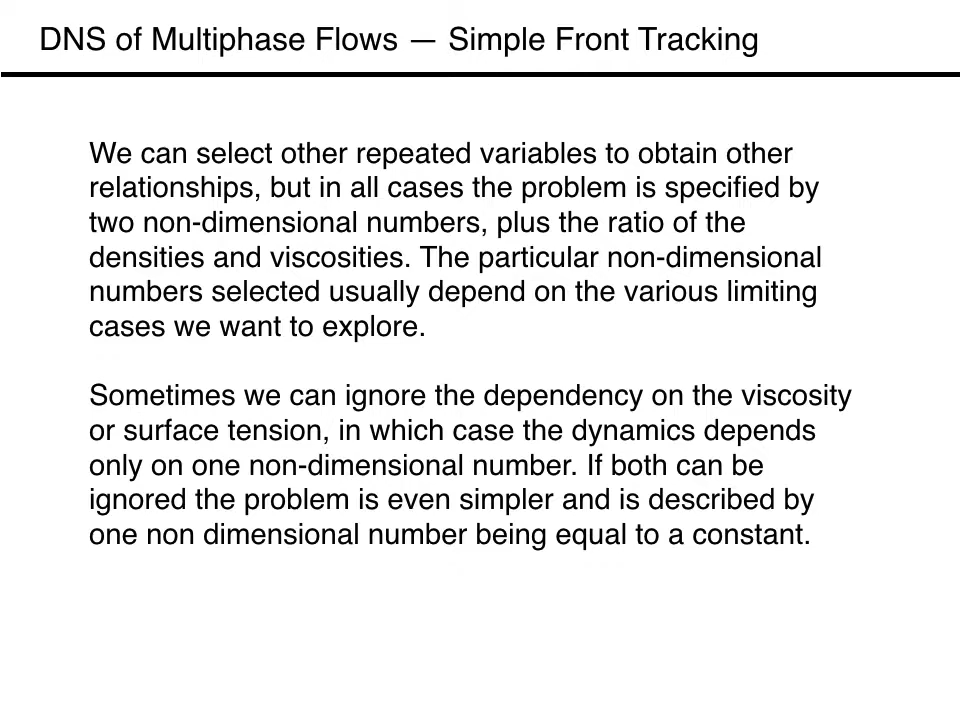 DNS of Multiphase Flows — Simple Front Tracking
We can select other repeated variables to obtain other
relationships, but in all cases the problem is specified by
two non-dimensional numbers, plus the ratio of the
densities and viscosities. The particular non-dimensional
numbers selected usually depend on the various limiting
cases we want to explore.
Sometimes we can ignore the dependency on the viscosity
or surface tension, in which case the dynamics depends
only on one non-dimensional number. If both can be
ignored the problem is even simpler and is described by
one non dimensional number being equal to a constant.